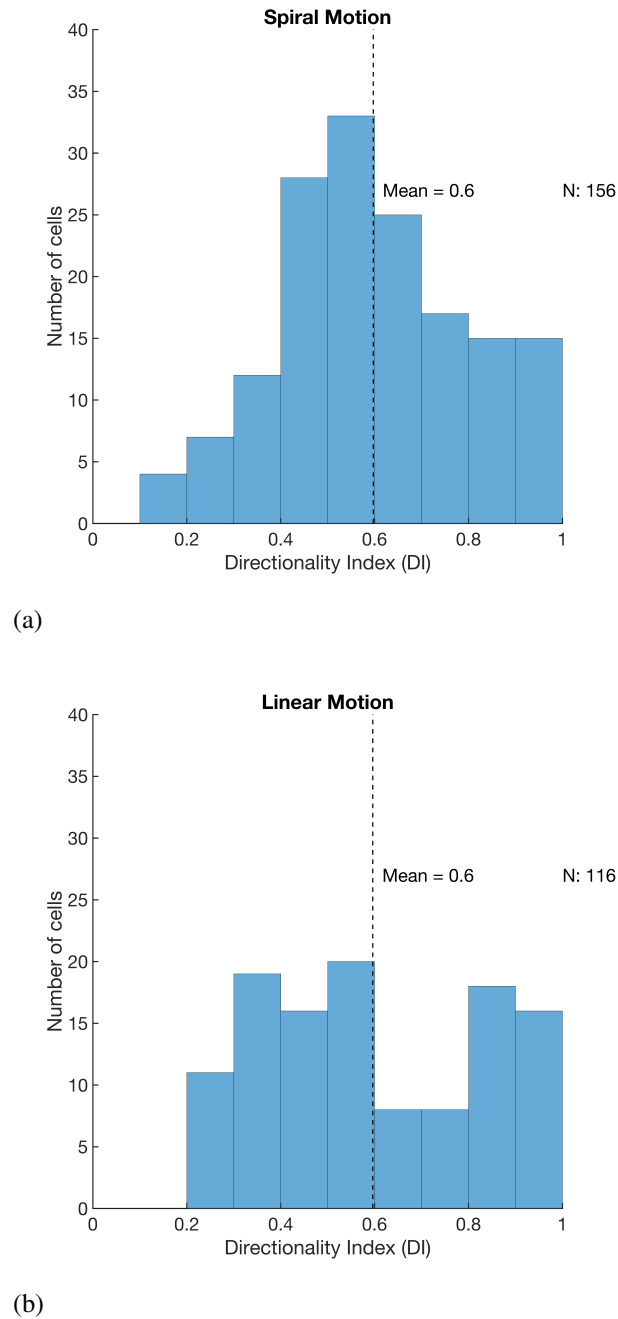 Spiral Motion
40
35
30
25
20
15
10
5
0
Number of cells
Mean = 0.6
N: 156
0 0.2 0.4 0.6 0.8 1
Directionality Index (DI)
(a)
Linear Motion
40
35
30
25
20
15
10
5
0
Number of cells
Mean = 0.6
N: 116
0 0.2 0.4 0.6 0.8 1
Directionality Index (DI)
(b)